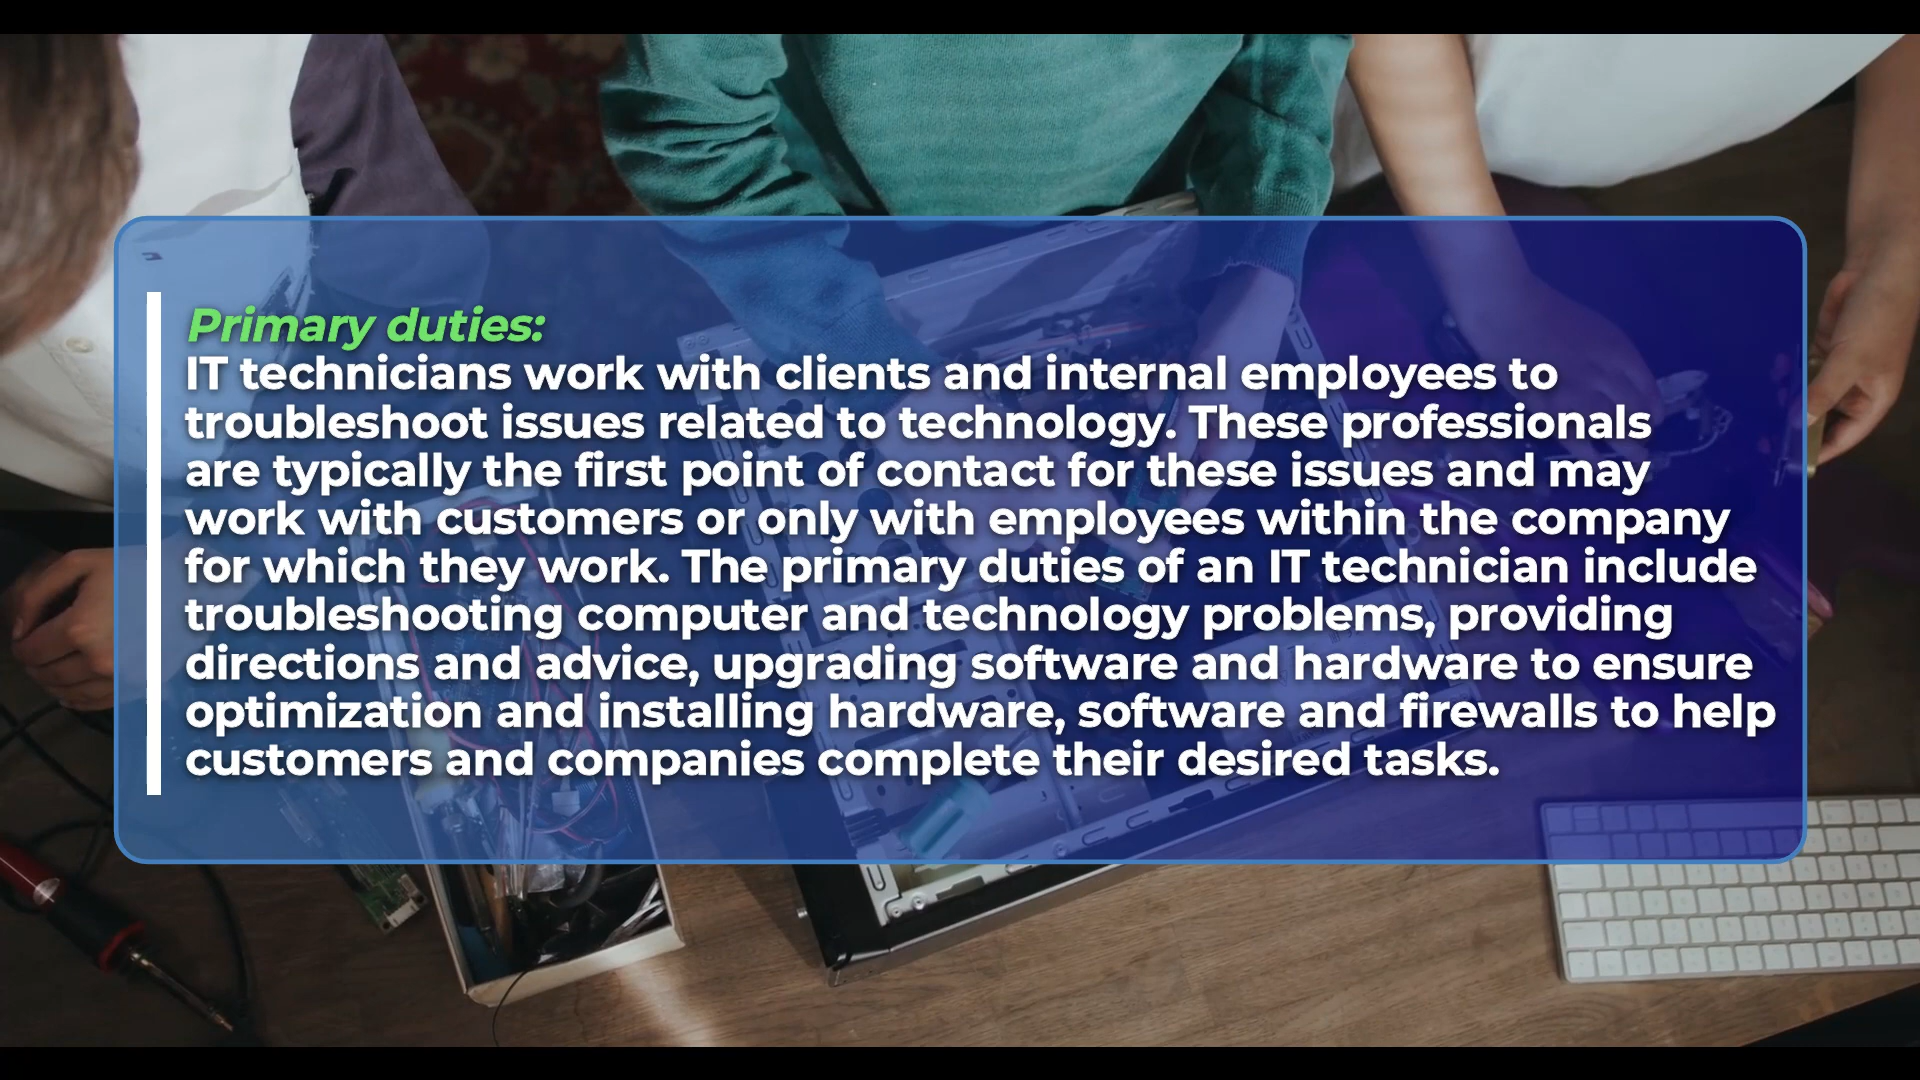 Primary duties:
IT technicians work with clients and internal employees to
troubleshoot issues related to technology. These professionals
are typically the first point of contact for these issues and may
work with customers or only with employees within the company
for which they work. The primary duties of an IT technician include
troubleshooting computer and technology problems, providing
directions and advice, upgrading software and hardware to ensure
optimization and installing hardware, software and firewalls to help
customers and companies complete their desired tasks.